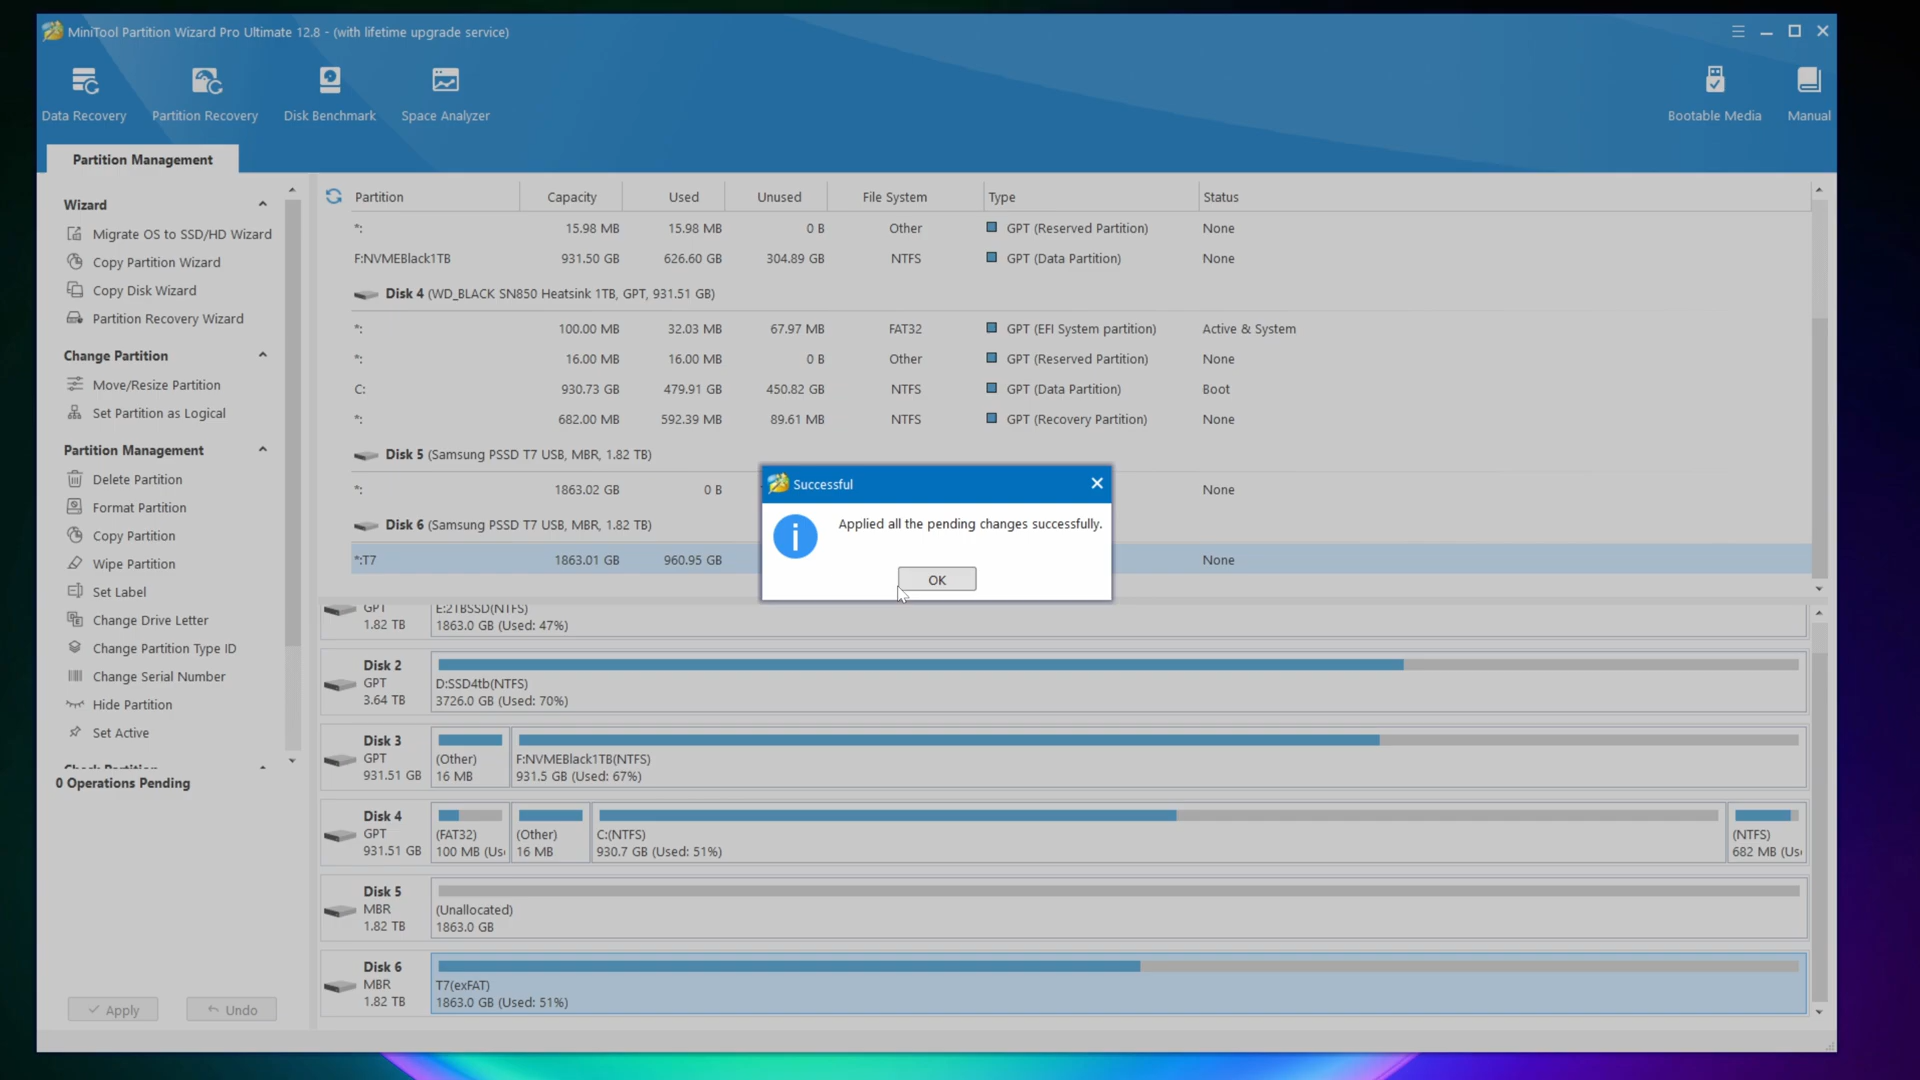 MiniTool Partition Wizard Pro Ultimate 12.8 - (with lifetime upgrade service)
Data Recovery
Partition Recovery
Disk Benchmark
Space Analyzer
Bootable Media
Manual
Partition Management
Wizard
Migrate OS to SSD/HD Wizard
Copy Partition Wizard
Copy Disk Wizard
Partition Recovery Wizard
Change Partition
Move/Resize Partition
Set Partition as Logical
Partition Management
Delete Partition
Format Partition
Copy Partition
Wipe Partition
Set Label
Change Drive Letter
Change Partition Type ID
Change Serial Number
Hide Partition
Set Active
Check Partition
0 Operations Pending
Apply
Undo
Partition Capacity Used Unused File System Type Status
*: 15.98 MB 15.98 MB 0 B Other GPT (Reserved Partition) None
F:NVMEBlack1TB 931.50 GB 626.60 GB 304.89 GB NTFS GPT (Data Partition) None
Disk 4 (WD_BLACK SN850 Heatsink 1TB, GPT, 931.51 GB)
*: 100.00 MB 32.03 MB 67.97 MB FAT32 GPT (EFI System partition) Active & System
*: 16.00 MB 16.00 MB 0 B Other GPT (Reserved Partition) None
C: 930.73 GB 479.91 GB 450.82 GB NTFS GPT (Data Partition) Boot
*: 682.00 MB 592.39 MB 89.61 MB NTFS GPT (Recovery Partition) None
Disk 5 (Samsung PSSD T7 USB, MBR, 1.82 TB)
*: 1863.02 GB 0 B None
Disk 6 (Samsung PSSD T7 USB, MBR, 1.82 TB)
*:T7 1863.01 GB 960.95 GB None
Successful
Applied all the pending changes successfully.
OK
GPT
1.82 TB
E:2TBSSD(NTFS)
1863.0 GB (Used: 47%)
Disk 2
GPT
3.64 TB
D:SSD4tb(NTFS)
3726.0 GB (Used: 70%)
Disk 3
GPT
931.51 GB
(Other)
16 MB
F:NVMEBlack1TB(NTFS)
931.5 GB (Used: 67%)
Disk 4
GPT
931.51 GB
(FAT32)
100 MB (Us
(Other)
16 MB
C:(NTFS)
930.7 GB (Used: 51%)
(NTFS)
682 MB (Us
Disk 5
MBR
1.82 TB
(Unallocated)
1863.0 GB
Disk 6
MBR
1.82 TB
T7(exFAT)
1863.0 GB (Used: 51%)